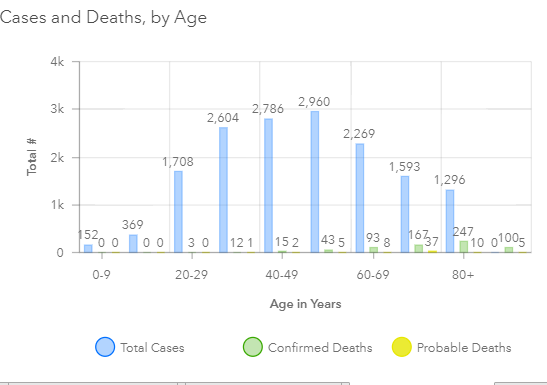 Cases and Deaths, by Age
4k
3k
2k
1k
0
Total #
152 0 0
369 0 0
1,708 3 0
2,604 12 1
2,786 15 2
2,960 43 5
2,269 93 8
1,593 167 37
1,296 247 10
0 100 5
0-9 20-29 40-49 60-69 80+
Age in Years
Total Cases Confirmed Deaths Probable Deaths